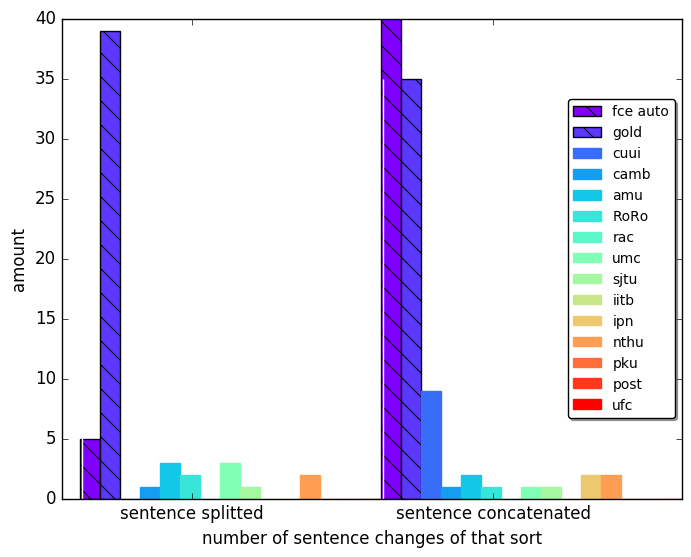 40
35
30
25
20
15
10
5
0
amount
fce auto
gold
cuui
camb
amu
RoRo
rac
umc
sjtu
iitb
ipn
nthu
pku
post
ufc
sentence splitted
sentence concatenated
number of sentence changes of that sort